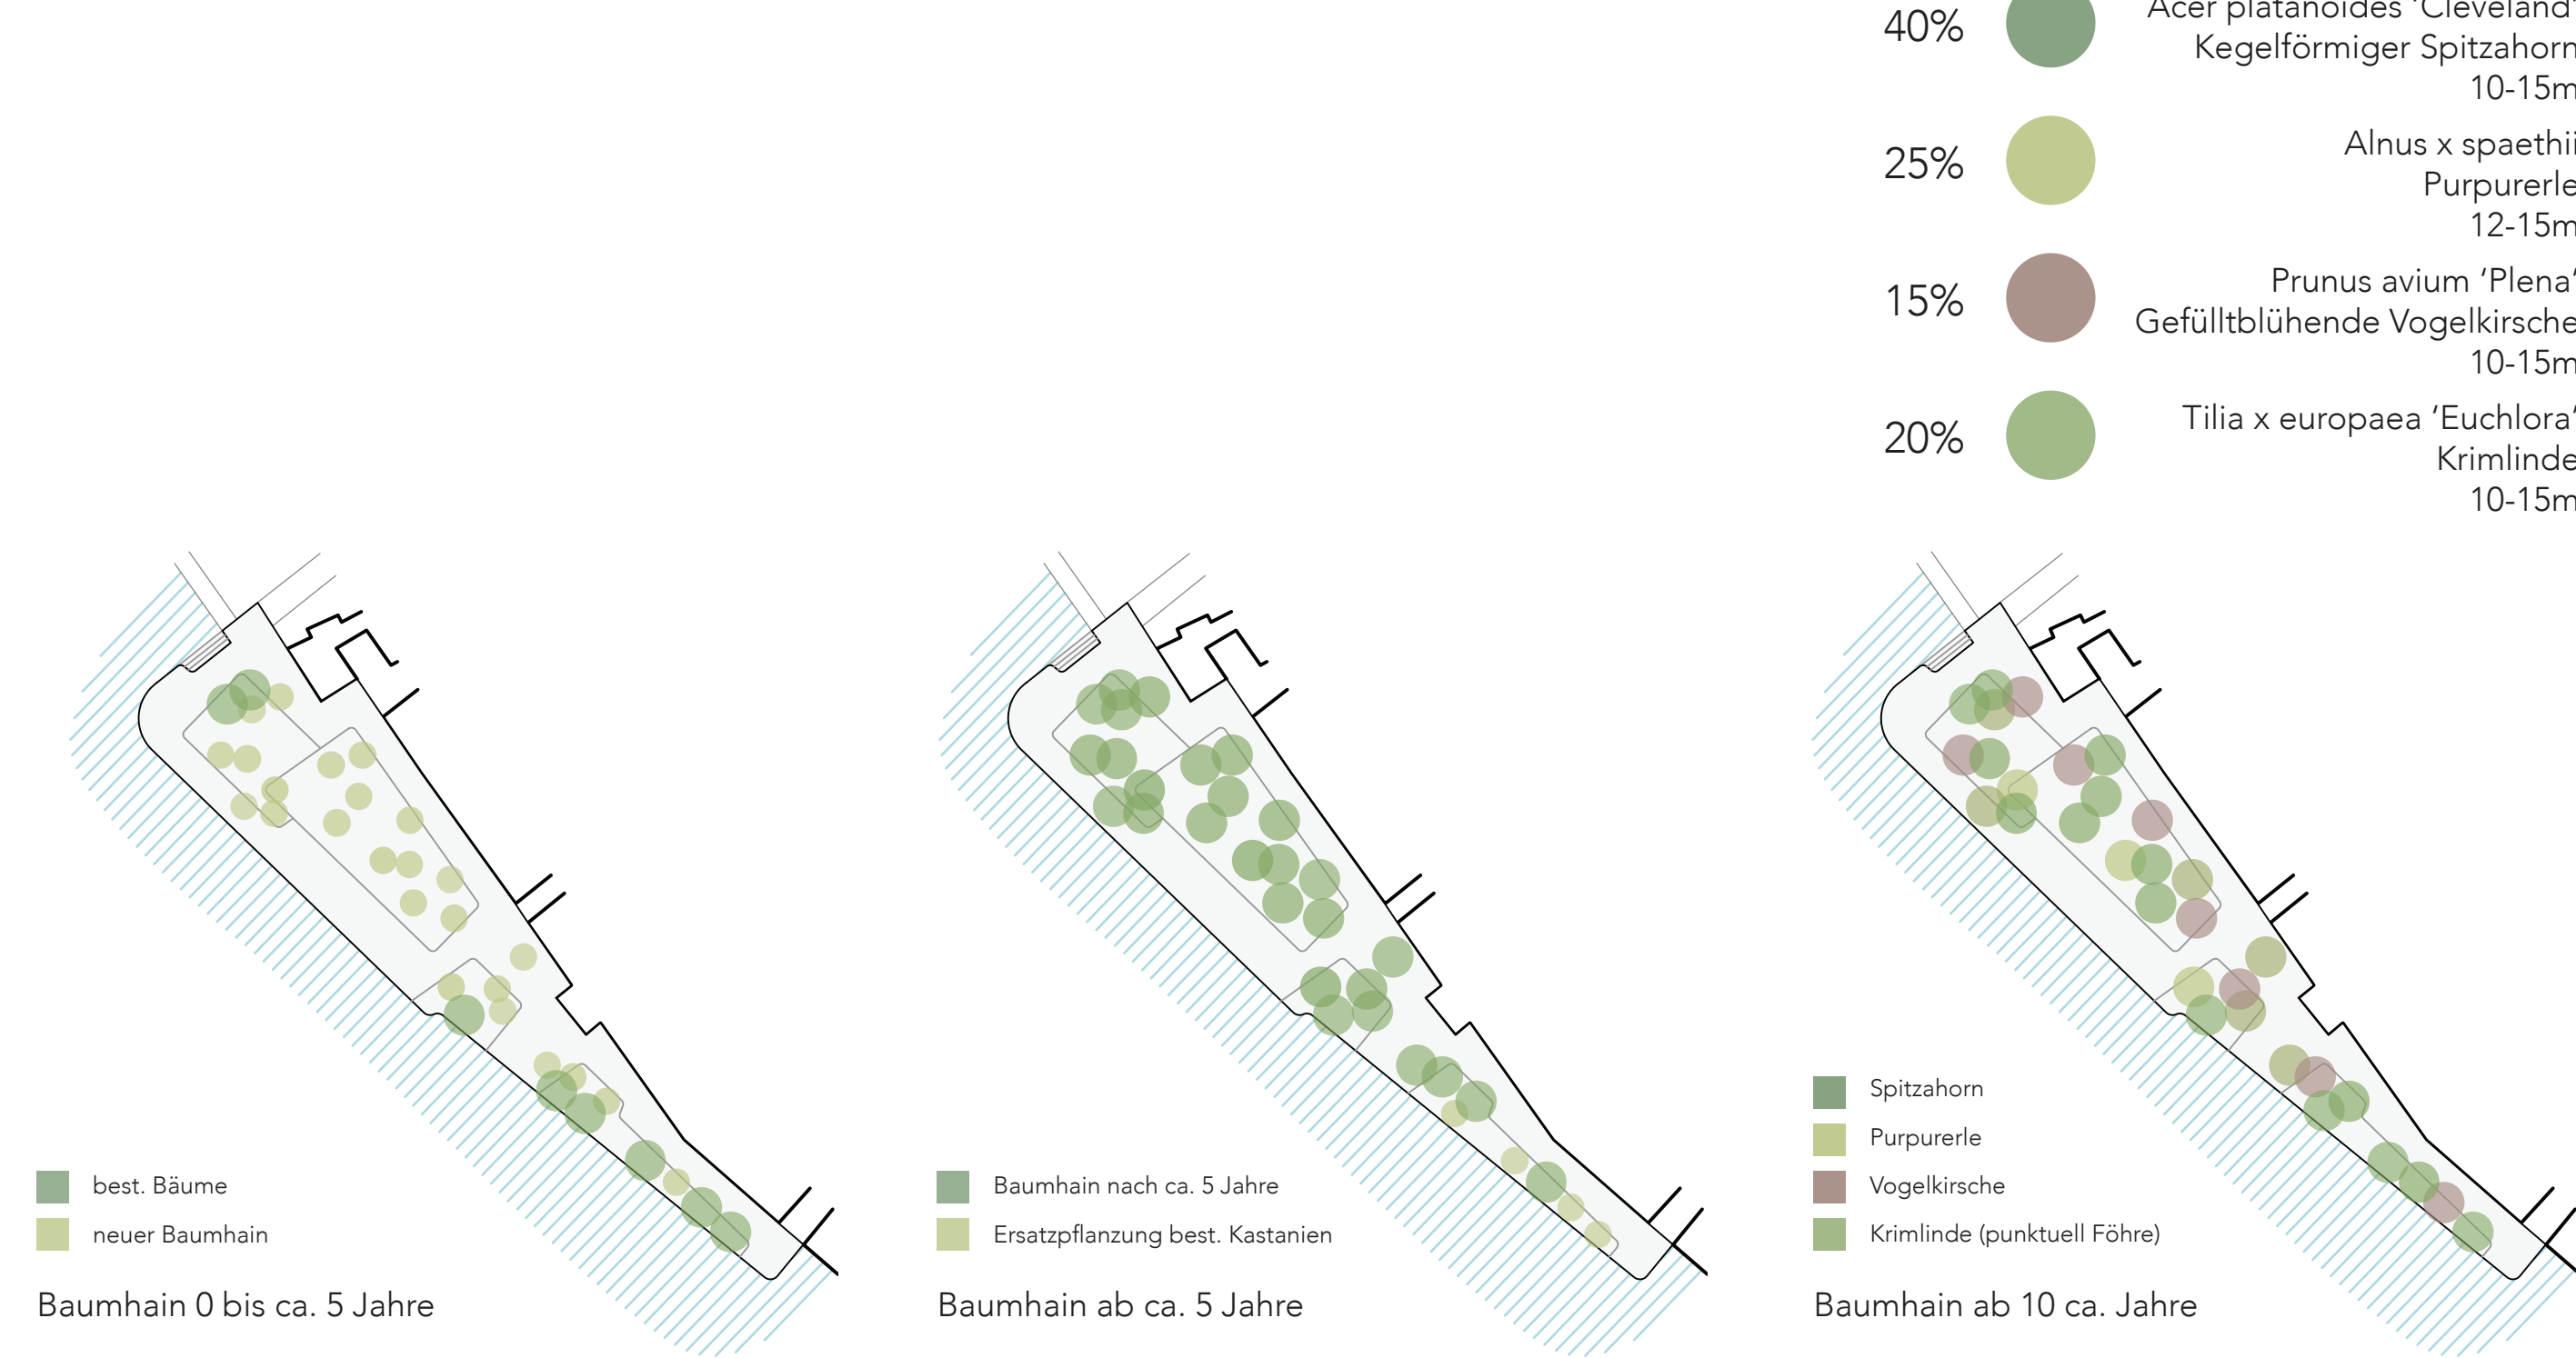 Acer platanoides ‘Cleveland‘
40%
Kegelförmiger Spitzahorn
10-15m
Alnus x spaethii
25%
Purpurerle
12-15m
Prunus avium ‘Plena‘
15%
Gefülltblühende Vogelkirsche
10-15m
Tilia x europaea ‘Euchlora‘
20%
Krimlinde
10-15m
best. Bäume
neuer Baumhain
Baumhain 0 bis ca. 5 Jahre
Baumhain nach ca. 5 Jahre
Ersatzpflanzung best. Kastanien
Baumhain ab ca. 5 Jahre
Spitzahorn
Purpurerle
Vogelkirsche
Krimlinde (punktuell Föhre)
Baumhain ab 10 ca. Jahre